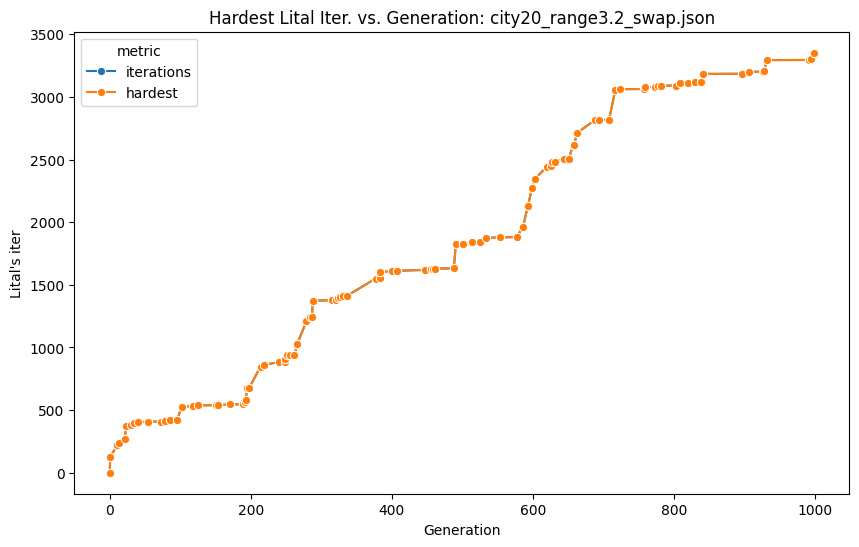 Hardest Lital Iter. vs. Generation: city20_range3.2_swap.json
metric
iterations
hardest
Lital's iter
3500
3000
2500
2000
1500
1000
500
0
0 200 400 600 800 1000
Generation